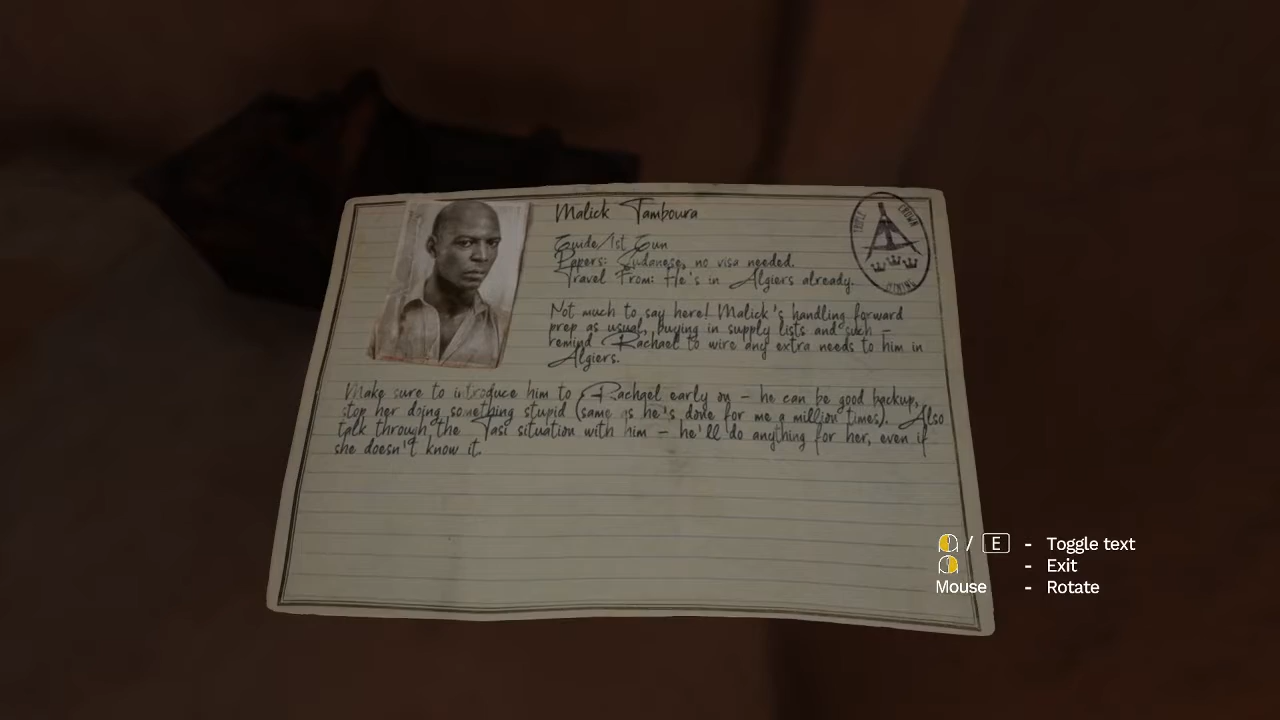 Malick Tamboura
TRIPLE CROWN
MINING
Guide/1st Gun
Papers: Sudanese, no visa needed.
Travel From: He's in Algiers already.
Not much to say here! Malick's handling forward
prep as usual, buying in supply lists and such -
remind Rachael to wire any extra needs to him in
Algiers.
Make sure to introduce him to Rachael early on - he can be good backup,
stop her doing something stupid (same as he's done for me a million times). Also
talk through the Tasi situation with him - he'll do anything for her, even if
she doesn't know it.
/ E - Toggle text
- Exit
Mouse - Rotate